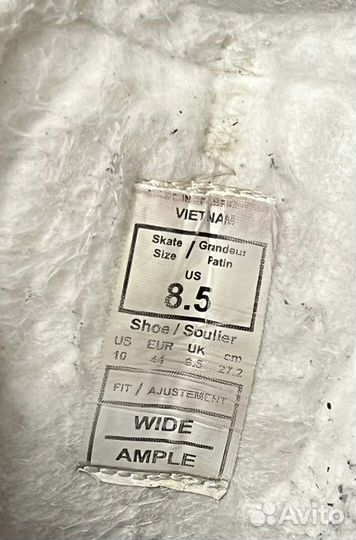 VIETNAM
Skate / Grandeur
Size / Patin
US
8.5
Shoe / Soulier
US EUR UK cm
10 44 9.5 27.2
FIT / AJUSTEMENT
WIDE
AMPLE
Avito